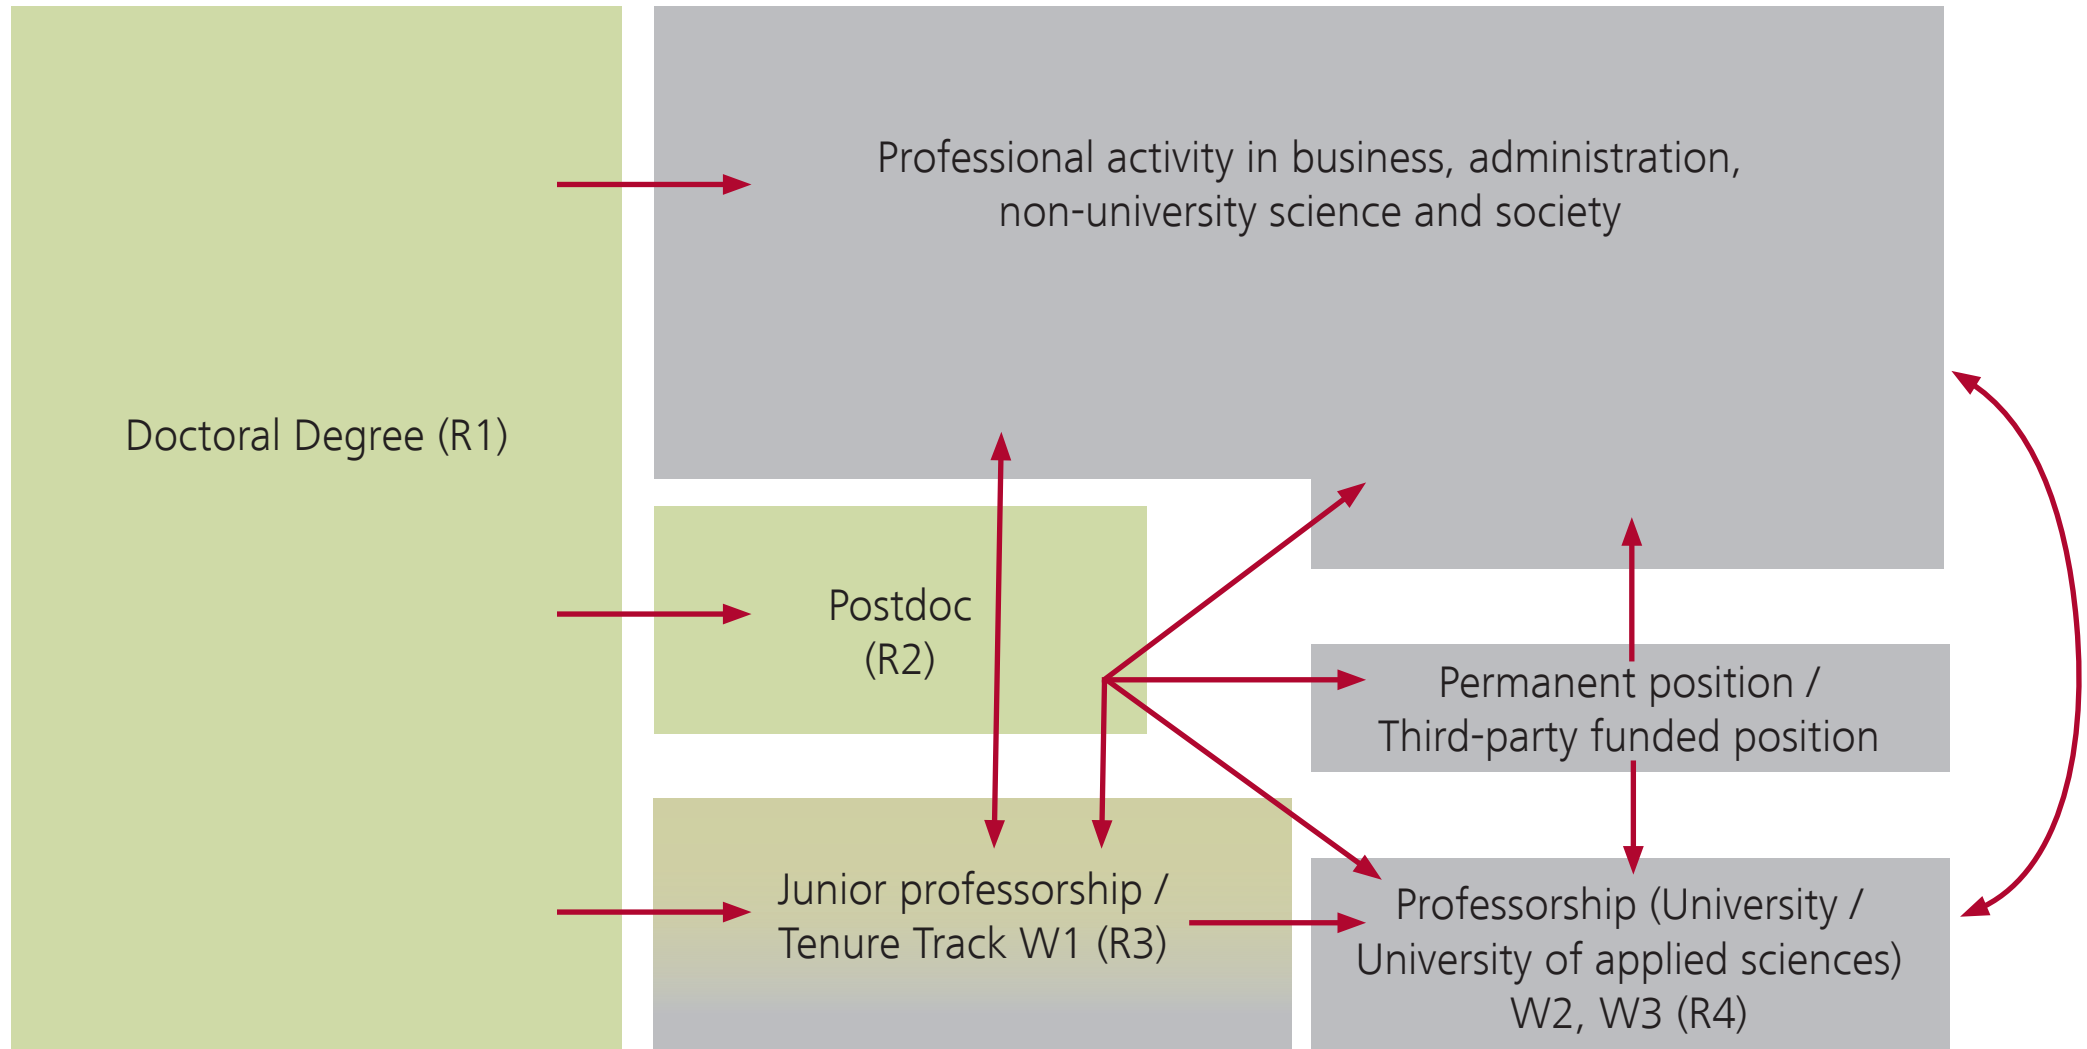 Professional activity in business, administration,
non-university science and society
Doctoral Degree (R1)
Postdoc
(R2)
Permanent position /
Third-party funded position
Junior professorship /
Tenure Track W1 (R3)
Professorship (University /
University of applied sciences)
W2, W3 (R4)